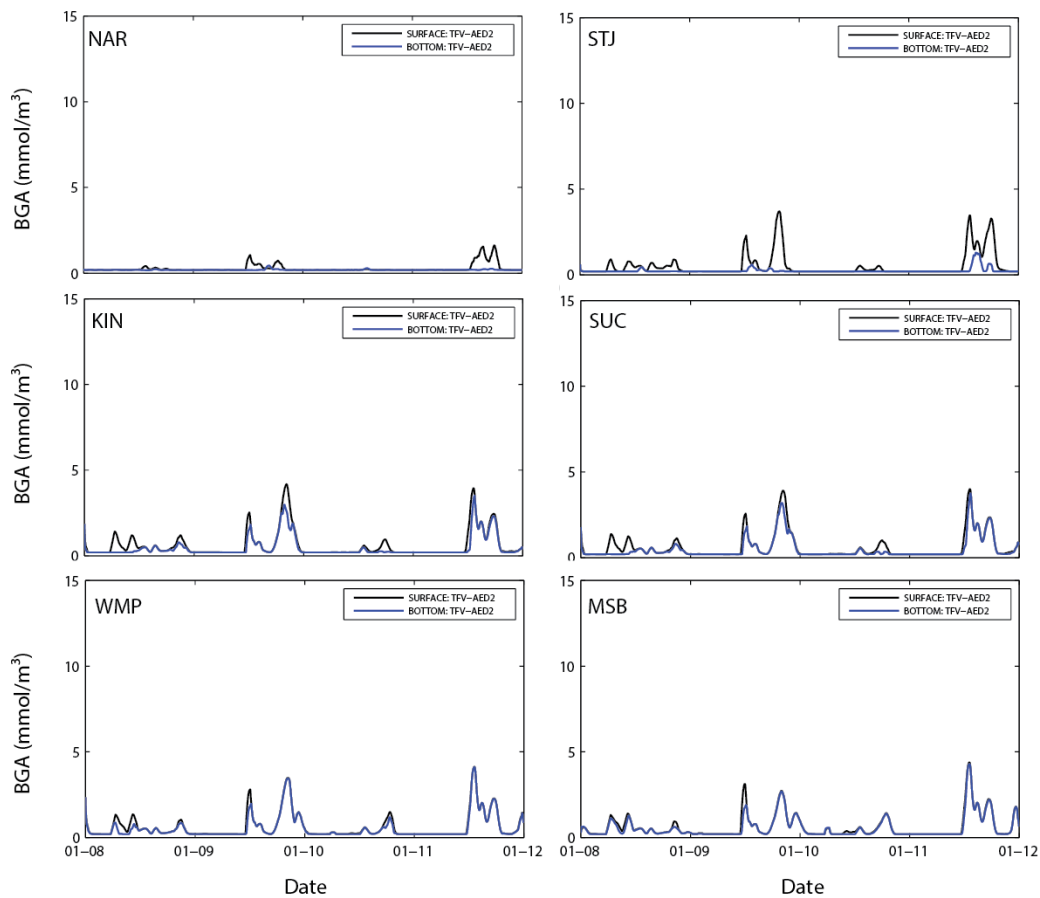 NAR
SURFACE: TFV-AED2
BOTTOM: TFV-AED2
15
10
5
0
BGA (mmol/m³)
STJ
SURFACE: TFV-AED2
BOTTOM: TFV-AED2
15
10
5
0
KIN
SURFACE: TFV-AED2
BOTTOM: TFV-AED2
15
10
5
0
BGA (mmol/m³)
SUC
SURFACE: TFV-AED2
BOTTOM: TFV-AED2
15
10
5
0
WMP
SURFACE: TFV-AED2
BOTTOM: TFV-AED2
15
10
5
0
BGA (mmol/m³)
01-08 01-09 01-10 01-11 01-12
Date
MSB
SURFACE: TFV-AED2
BOTTOM: TFV-AED2
15
10
5
0
01-08 01-09 01-10 01-11 01-12
Date